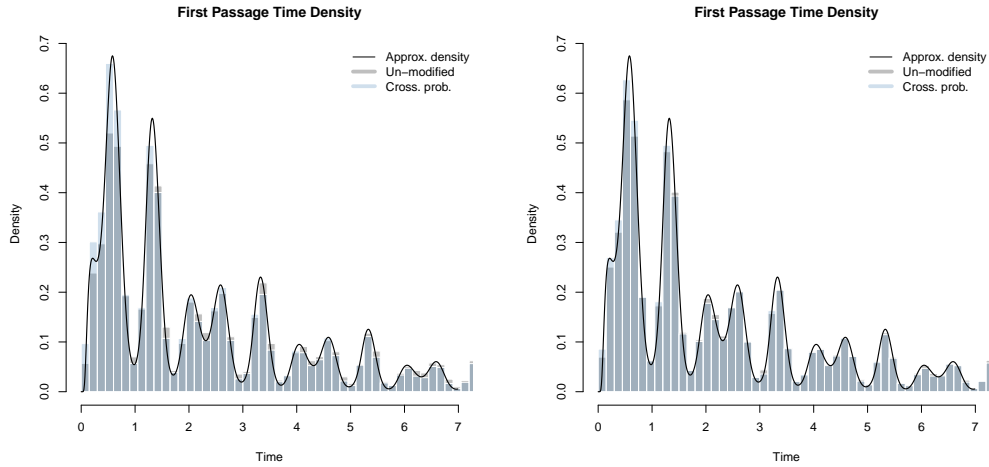 First Passage Time Density
0.7
0.6
0.5
0.4
0.3
0.2
0.1
0.0
Density
Approx. density
Un−modified
Cross. prob.
0 1 2 3 4 5 6 7
Time
First Passage Time Density
0.7
0.6
0.5
0.4
0.3
0.2
0.1
0.0
Density
Approx. density
Un−modified
Cross. prob.
0 1 2 3 4 5 6 7
Time